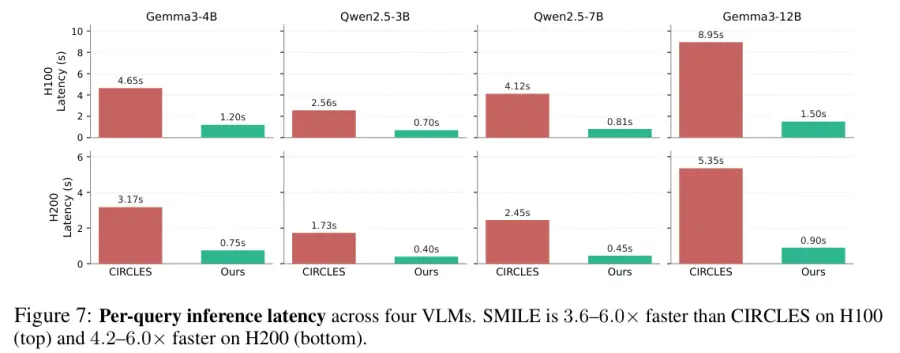 Gemma3-4B Qwen2.5-3B Qwen2.5-7B Gemma3-12B
H100
Latency (s)
10
8
6
4
2
0
4.65s 1.20s 2.56s 0.70s 4.12s 0.81s 8.95s 1.50s
H200
Latency (s)
6
4
2
0
3.17s 0.75s 1.73s 0.40s 2.45s 0.45s 5.35s 0.90s
CIRCLES Ours CIRCLES Ours CIRCLES Ours CIRCLES Ours
Figure 7: Per-query inference latency across four VLMs. SMILE is 3.6–6.0× faster than CIRCLES on H100
(top) and 4.2–6.0× faster on H200 (bottom).